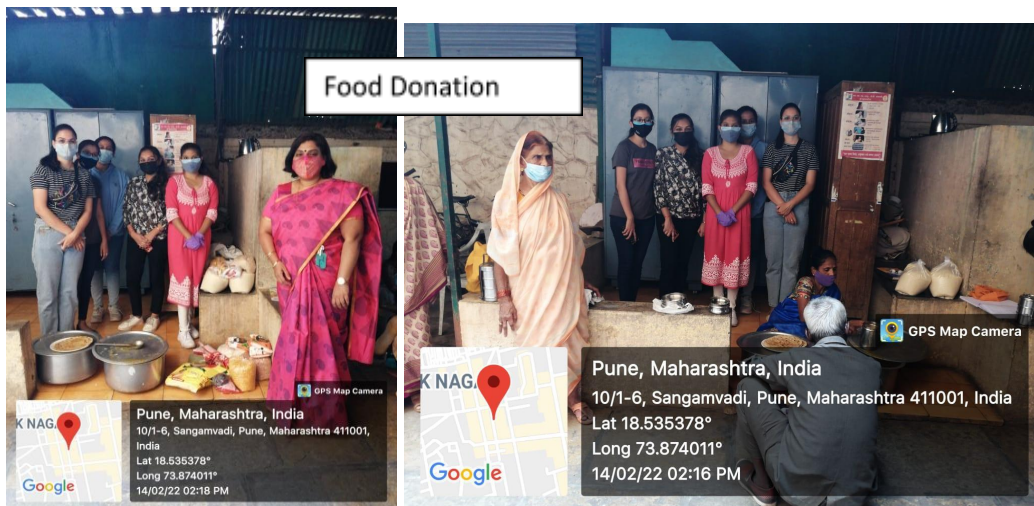 Food Donation
GPS Map Camera
K NAG.
Google
Pune, Maharashtra, India
10/1-6, Sangamvadi, Pune, Maharashtra 411001,
India
Lat 18.535378°
Long 73.874011°
14/02/22 02:18 PM
GPS Map Camera
K NAG.
Google
Pune, Maharashtra, India
10/1-6, Sangamvadi, Pune, Maharashtra 411001, India
Lat 18.535378°
Long 73.874011°
14/02/22 02:16 PM